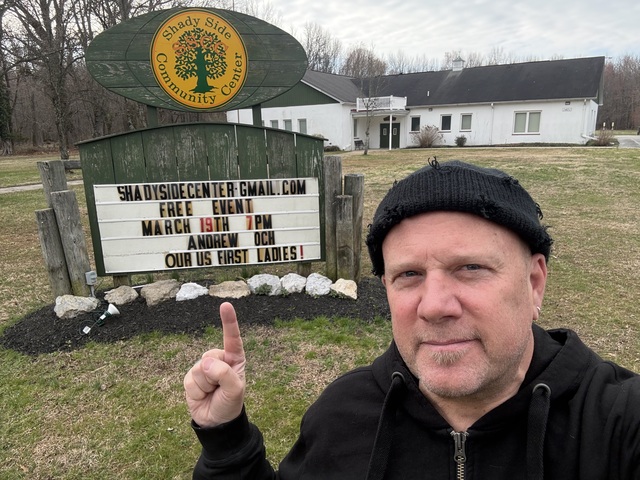 Shady Side
Community Center
SHADYSIDECENTER-GMAIL.COM
FREE EVENT
MARCH 19TH 7PM
ANDREW OCH
OUR US FIRST LADIES!